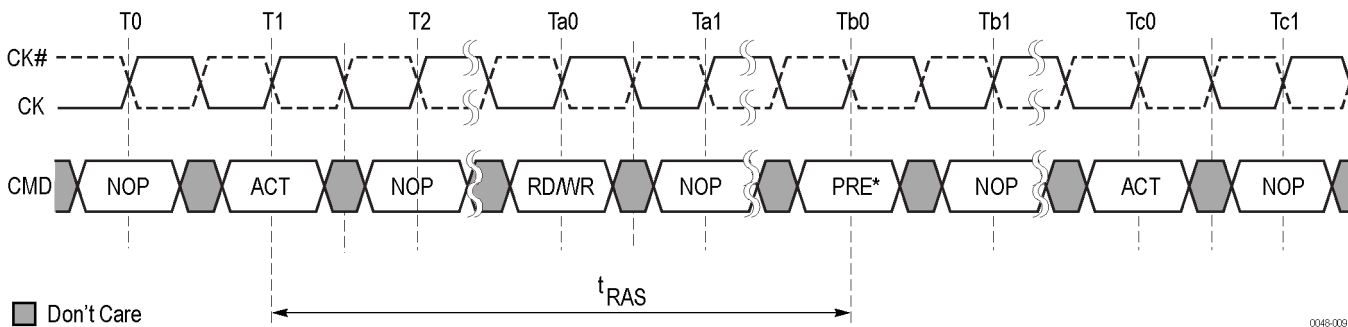 T0 T1 T2 Ta0 Ta1 Tb0 Tb1 Tc0 Tc1
CK#
CK
CMD NOP ACT NOP RD/WR NOP PRE* NOP ACT NOP
tRAS
Don't Care
0048-009